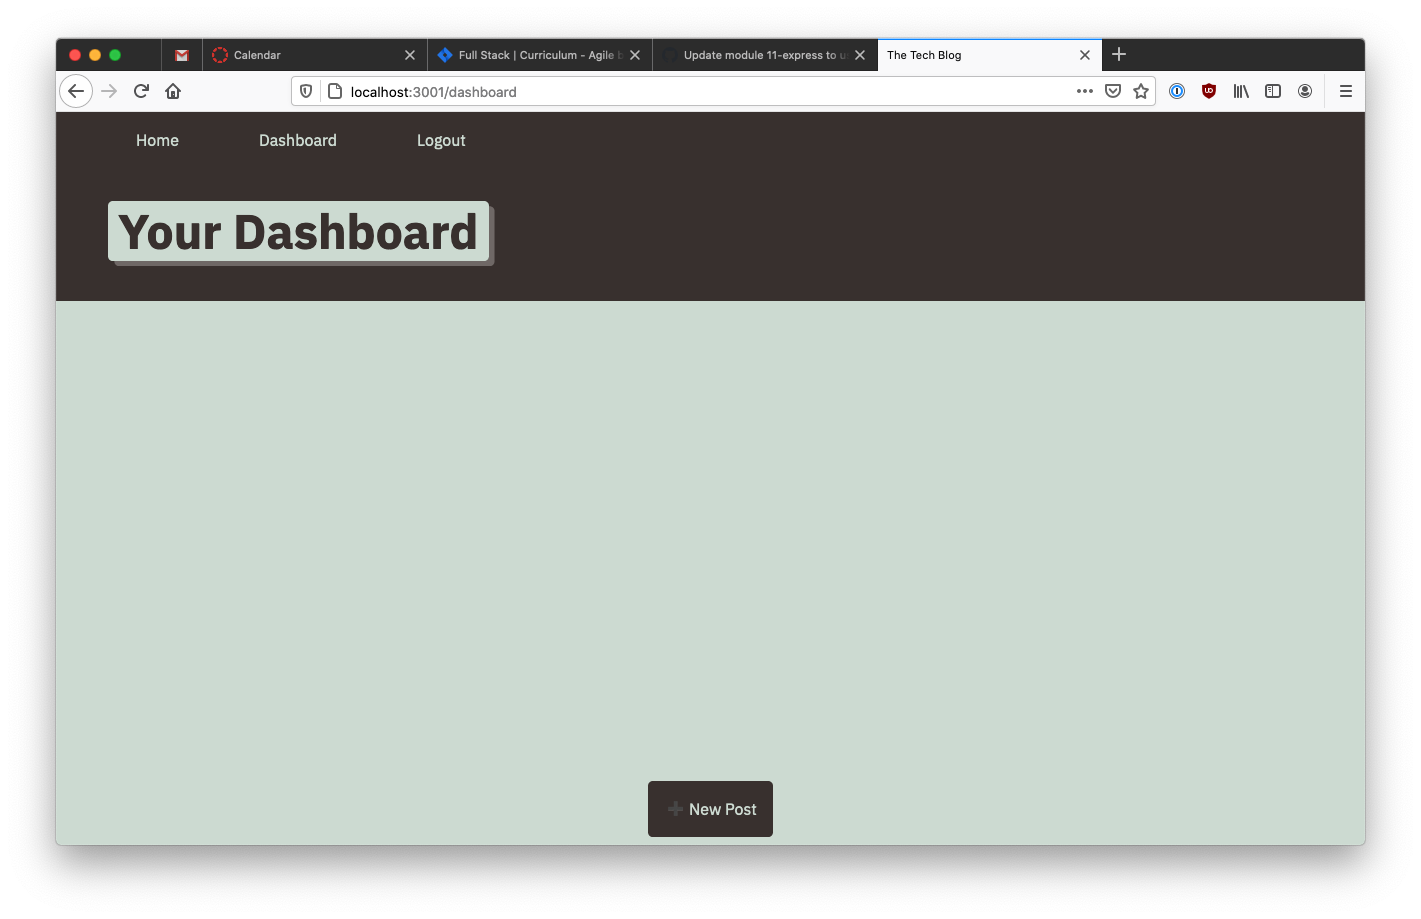 Calendar
Full Stack | Curriculum - Agile b
Update module 11-express to u
The Tech Blog
localhost:3001/dashboard
Home
Dashboard
Logout
Your Dashboard
New Post